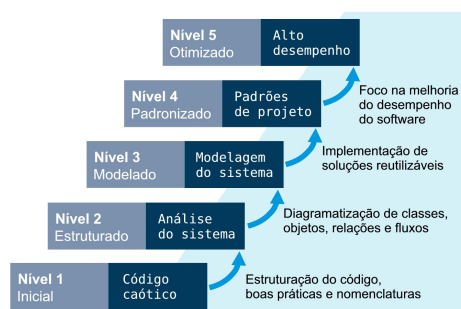 Nível 5
Otimizado
Alto
desempenho
Nível 4
Padronizado
Padrões
de projeto
Foco na melhoria
do desempenho
do software
Nível 3
Modelado
Modelagem
do sistema
Implementação de
soluções reutilizáveis
Nível 2
Estruturado
Análise
do sistema
Diagramatização de classes,
objetos, relações e fluxos
Nível 1
Inicial
Código
caótico
Estruturação do código,
boas práticas e nomenclaturas